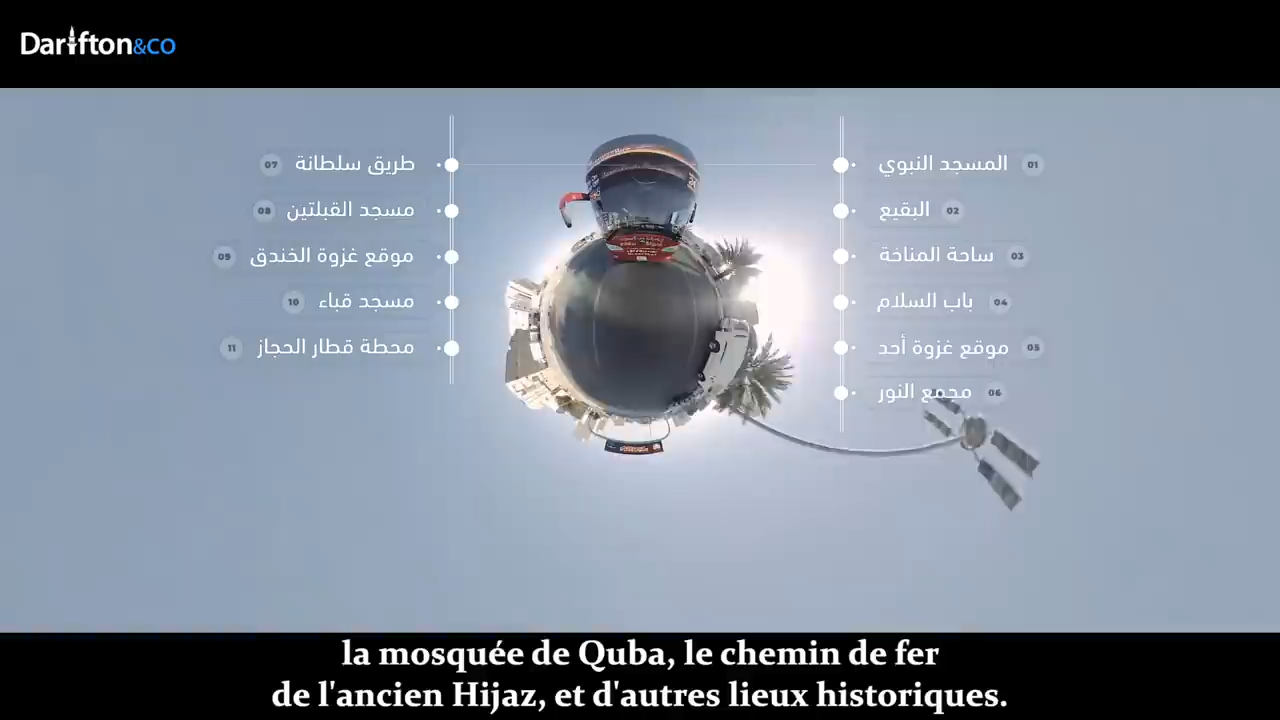 Darifton&co
01 المسجد النبوي
02 البقيع
03 ساحة المناخة
04 باب السلام
05 موقع غزوة أحد
06 مجمع النور
07 طريق سلطانة
08 مسجد القبلتين
09 موقع غزوة الخندق
10 مسجد قباء
11 محطة قطار الحجاز
la mosquée de Quba, le chemin de fer
de l'ancien Hijaz, et d'autres lieux historiques.